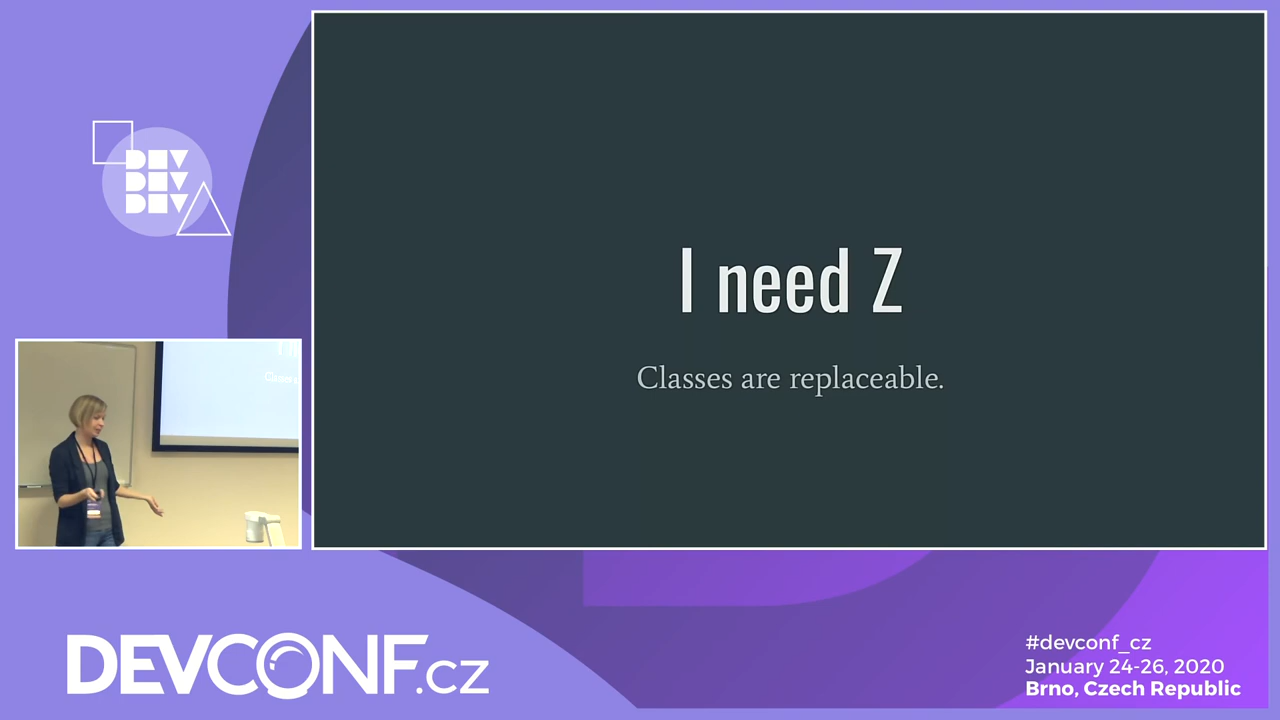 DEV
DEV
DEV
I need Z
Classes are replaceable.
DEVCONF.cz
#devconf_cz
January 24-26, 2020
Brno, Czech Republic